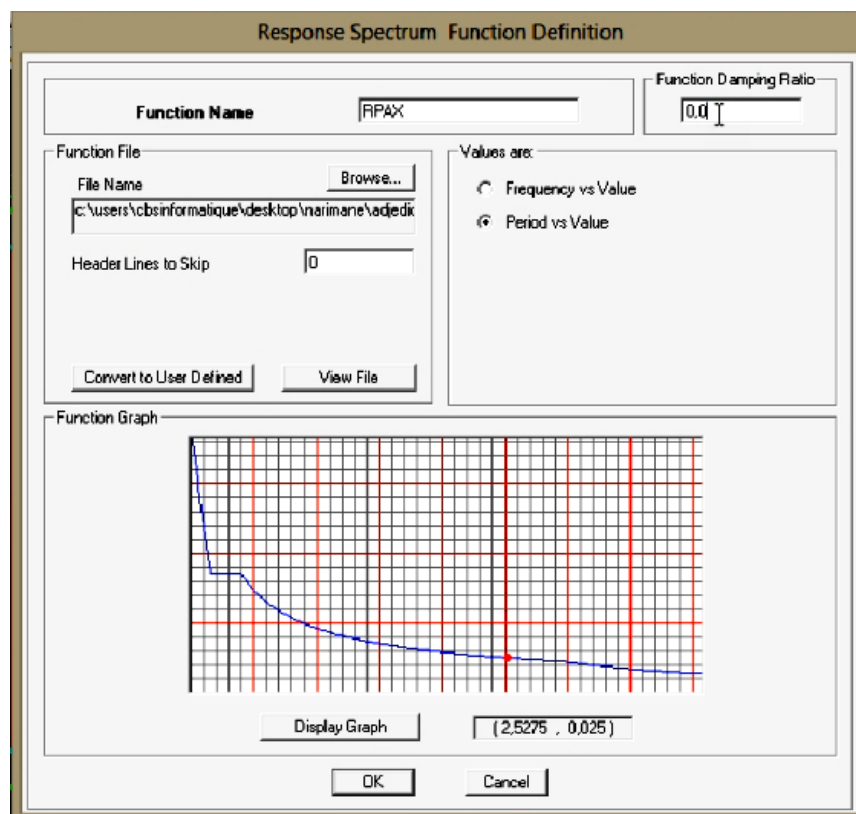 Response Spectrum Function Definition
Function Damping Ratio
Function Name
RPAX
0.0
Function File
Values are:
File Name
Browse...
Frequency vs Value
c:\users\cbsinformatique\desktop\narimane\adjedic
Period vs Value
Header Lines to Skip
0
Convert to User Defined
View File
Function Graph
Display Graph
(2,5275 , 0,025)
OK
Cancel